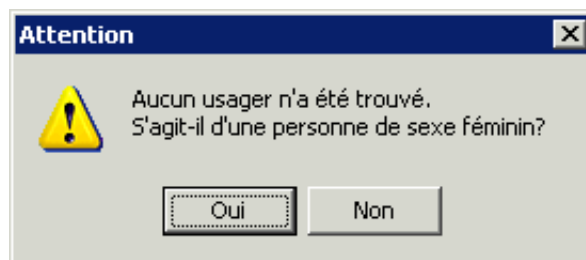 Attention
Aucun usager n'a été trouvé.
S'agit-il d'une personne de sexe féminin?
Oui
Non